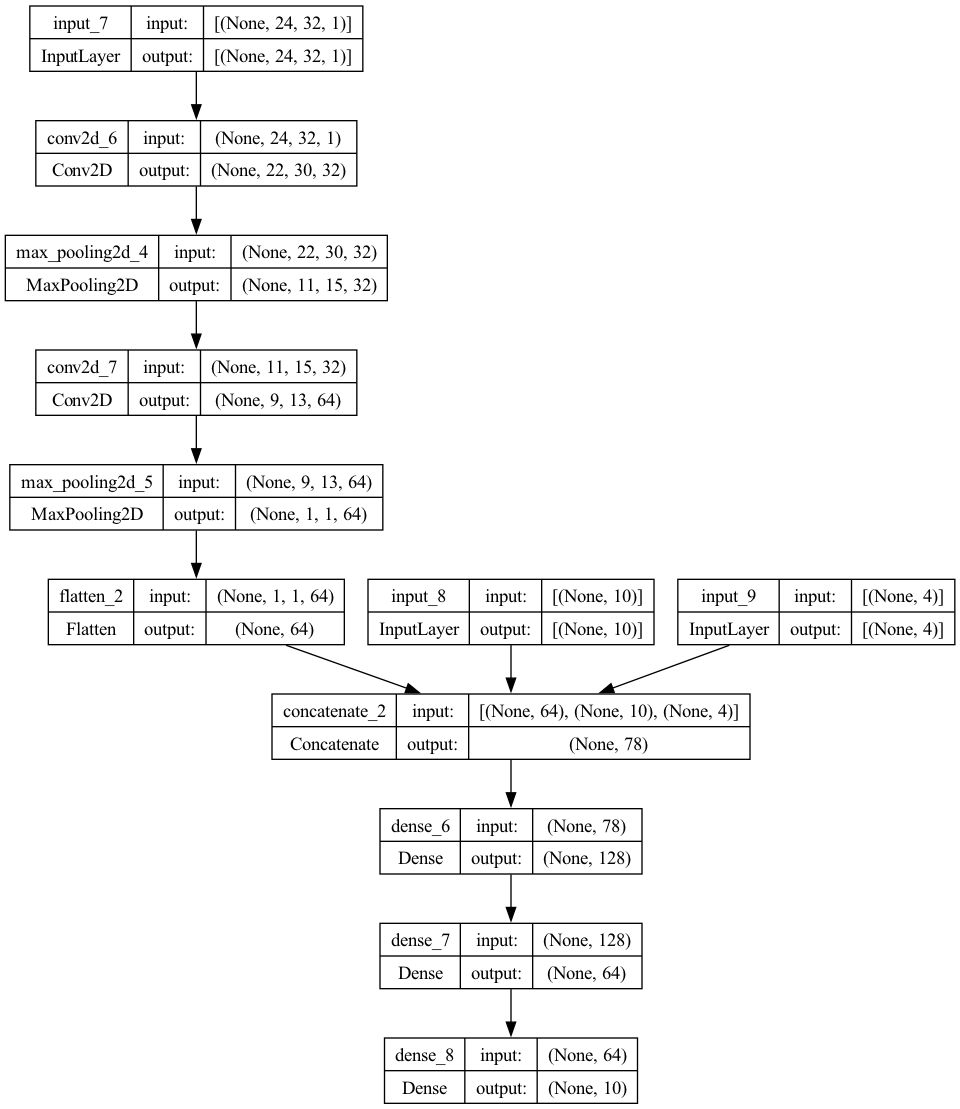 input_7 input: [(None, 24, 32, 1)]
InputLayer output: [(None, 24, 32, 1)]
conv2d_6 input: (None, 24, 32, 1)
Conv2D output: (None, 22, 30, 32)
max_pooling2d_4 input: (None, 22, 30, 32)
MaxPooling2D output: (None, 11, 15, 32)
conv2d_7 input: (None, 11, 15, 32)
Conv2D output: (None, 9, 13, 64)
max_pooling2d_5 input: (None, 9, 13, 64)
MaxPooling2D output: (None, 1, 1, 64)
flatten_2 input: (None, 1, 1, 64)
Flatten output: (None, 64)
input_8 input: [(None, 10)]
InputLayer output: [(None, 10)]
input_9 input: [(None, 4)]
InputLayer output: [(None, 4)]
concatenate_2 input: [(None, 64), (None, 10), (None, 4)]
Concatenate output: (None, 78)
dense_6 input: (None, 78)
Dense output: (None, 128)
dense_7 input: (None, 128)
Dense output: (None, 64)
dense_8 input: (None, 64)
Dense output: (None, 10)